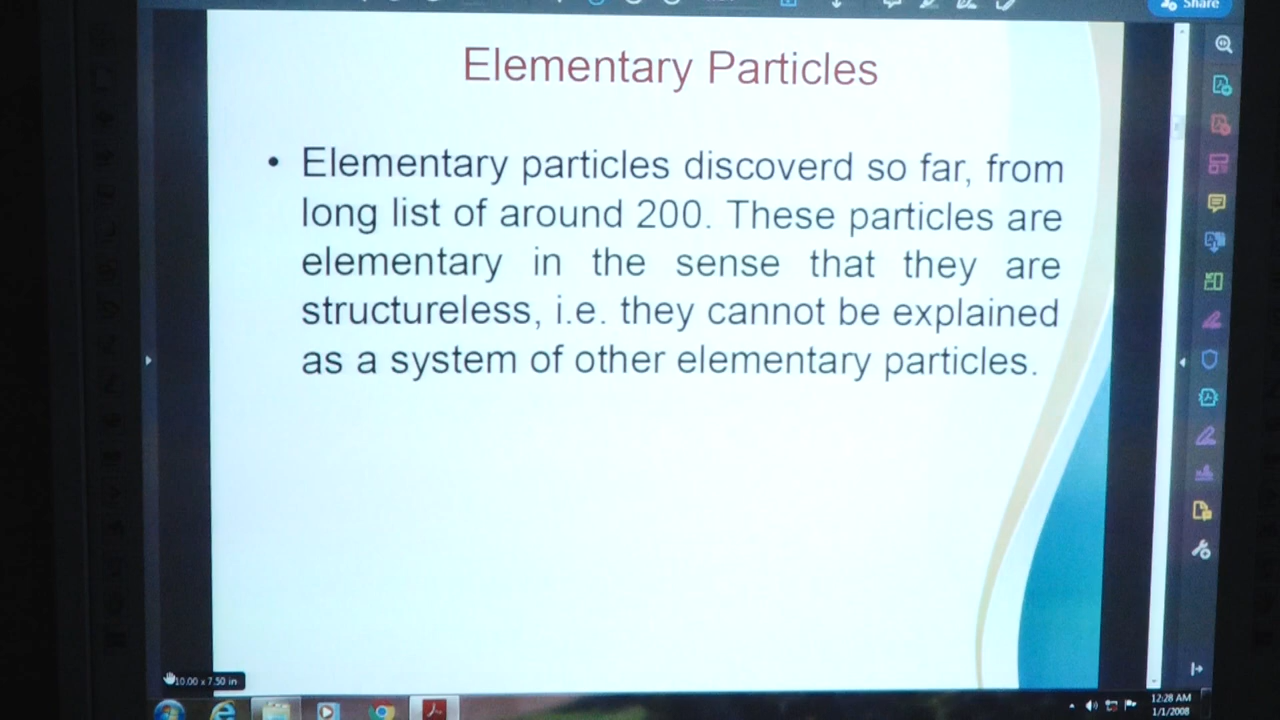 Share
Elementary Particles
• Elementary particles discoverd so far, from
long list of around 200. These particles are
elementary in the sense that they are
structureless, i.e. they cannot be explained
as a system of other elementary particles.
10.00 x 7.50 in
12:28 AM
1/1/2008